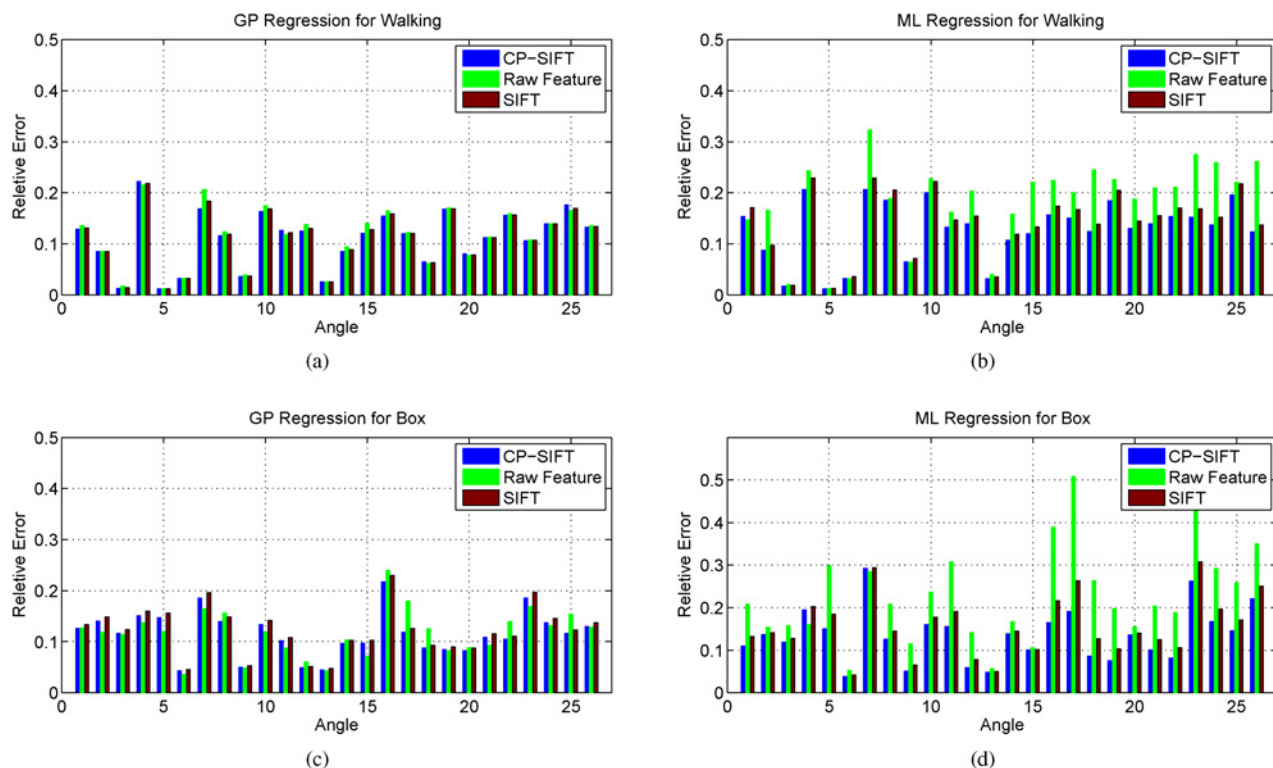 GP Regression for Walking
0.5
0.4
0.3
0.2
0.1
0
Reletive Error
CP-SIFT
Raw Feature
SIFT
0 5 10 15 20 25
Angle
(a)
ML Regression for Walking
0.5
0.4
0.3
0.2
0.1
0
Reletive Error
CP-SIFT
Raw Feature
SIFT
0 5 10 15 20 25
Angle
(b)
GP Regression for Box
0.5
0.4
0.3
0.2
0.1
0
Reletive Error
CP-SIFT
Raw Feature
SIFT
0 5 10 15 20 25
Angle
(c)
ML Regression for Box
0.5
0.4
0.3
0.2
0.1
0
Reletive Error
CP-SIFT
Raw Feature
SIFT
0 5 10 15 20 25
Angle
(d)